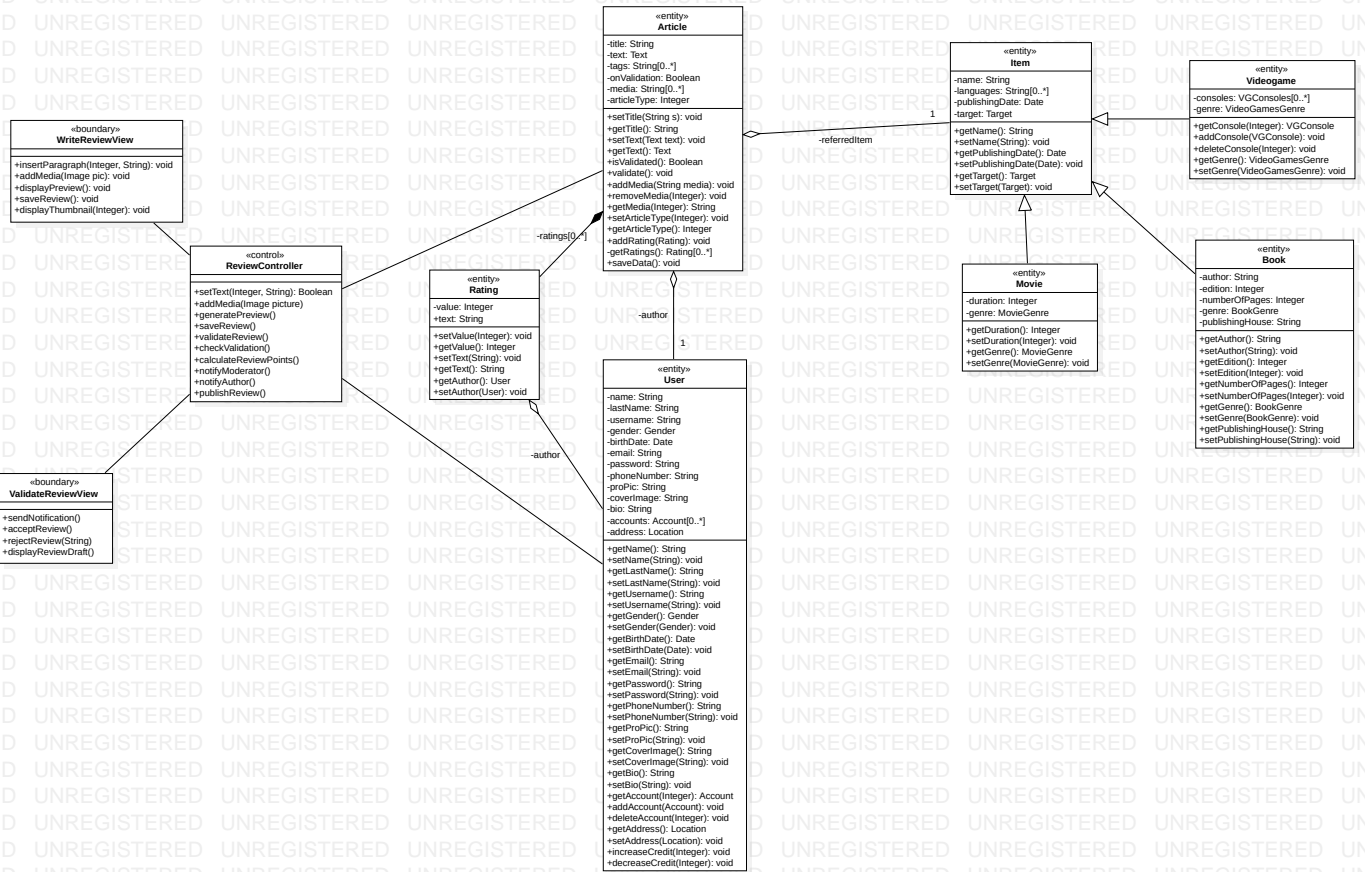 «entity»
Article
-title: String
-text: Text
-tags: String[0..*]
-onValidation: Boolean
-media: String[0..*]
-articleType: Integer
+setTitle(String s): void
+getTitle(): String
+setText(Text text): void
+getText(): Text
+isValidated(): Boolean
+validate(): void
+addMedia(String media): void
+removeMedia(Integer): void
+getMedia(Integer): String
+setArticleType(Integer): void
+getArticleType(): Integer
+addRating(Rating): void
-getRatings(): Rating[0..*]
+saveData(): void
«entity»
Item
-name: String
-languages: String[0..*]
-publishingDate: Date
-target: Target
+getName(): String
+setName(String): void
+getPublishingDate(): Date
+setPublishingDate(Date): void
+getTarget(): Target
+setTarget(Target): void
«entity»
Videogame
-consoles: VGConsoles[0..*]
-genre: VideoGamesGenre
+getConsole(Integer): VGConsole
+addConsole(VGConsole): void
+deleteConsole(Integer): void
+getGenre(): VideoGamesGenre
+setGenre(VideoGamesGenre): void
1
-referredItem
«boundary»
WriteReviewView
+insertParagraph(Integer, String): void
+addMedia(Image pic): void
+displayPreview(): void
+saveReview(): void
+displayThumbnail(Integer): void
-ratings[0..*]
«control»
ReviewController
+setText(Integer, String): Boolean
+addMedia(Image picture)
+generatePreview()
+saveReview()
+validateReview()
+checkValidation()
+calculateReviewPoints()
+notifyModerator()
+notifyAuthor()
+publishReview()
«entity»
Rating
-value: Integer
+text: String
+setValue(Integer): void
+getValue(): Integer
+setText(String): void
+getText(): String
+getAuthor(): User
+setAuthor(User): void
-author
1
«entity»
Movie
-duration: Integer
-genre: MovieGenre
+getDuration(): Integer
+setDuration(Integer): void
+getGenre(): MovieGenre
+setGenre(MovieGenre): void
«entity»
Book
-author: String
-edition: Integer
-numberOfPages: Integer
-genre: BookGenre
-publishingHouse: String
+getAuthor(): String
+setAuthor(String): void
+getEdition(): Integer
+setEdition(Integer): void
+getNumberOfPages(): Integer
+setNumberOfPages(Integer): void
+getGenre(): BookGenre
+setGenre(BookGenre): void
+getPublishingHouse(): String
+setPublishingHouse(String): void
-author
«boundary»
ValidateReviewView
+sendNotification()
+acceptReview()
+rejectReview(String)
+displayReviewDraft()
«entity»
User
-name: String
-lastName: String
-username: String
-gender: Gender
-birthDate: Date
-email: String
-password: String
-phoneNumber: String
-proPic: String
-coverImage: String
-bio: String
-accounts: Account[0..*]
-address: Location
+getName(): String
+setName(String): void
+getLastName(): String
+setLastName(String): void
+getUsername(): String
+setUsername(String): void
+getGender(): Gender
+setGender(Gender): void
+getBirthDate(): Date
+setBirthDate(Date): void
+getEmail(): String
+setEmail(String): void
+getPassword(): String
+setPassword(String): void
+getPhoneNumber(): String
+setPhoneNumber(String): void
+getProPic(): String
+setProPic(String): void
+getCoverImage(): String
+setCoverImage(String): void
+getBio(): String
+setBio(String): void
+getAccount(Integer): Account
+addAccount(Account): void
+deleteAccount(Integer): void
+getAddress(): Location
+setAddress(Location): void
+increaseCredit(Integer): void
+decreaseCredit(Integer): void
UNREGISTERED